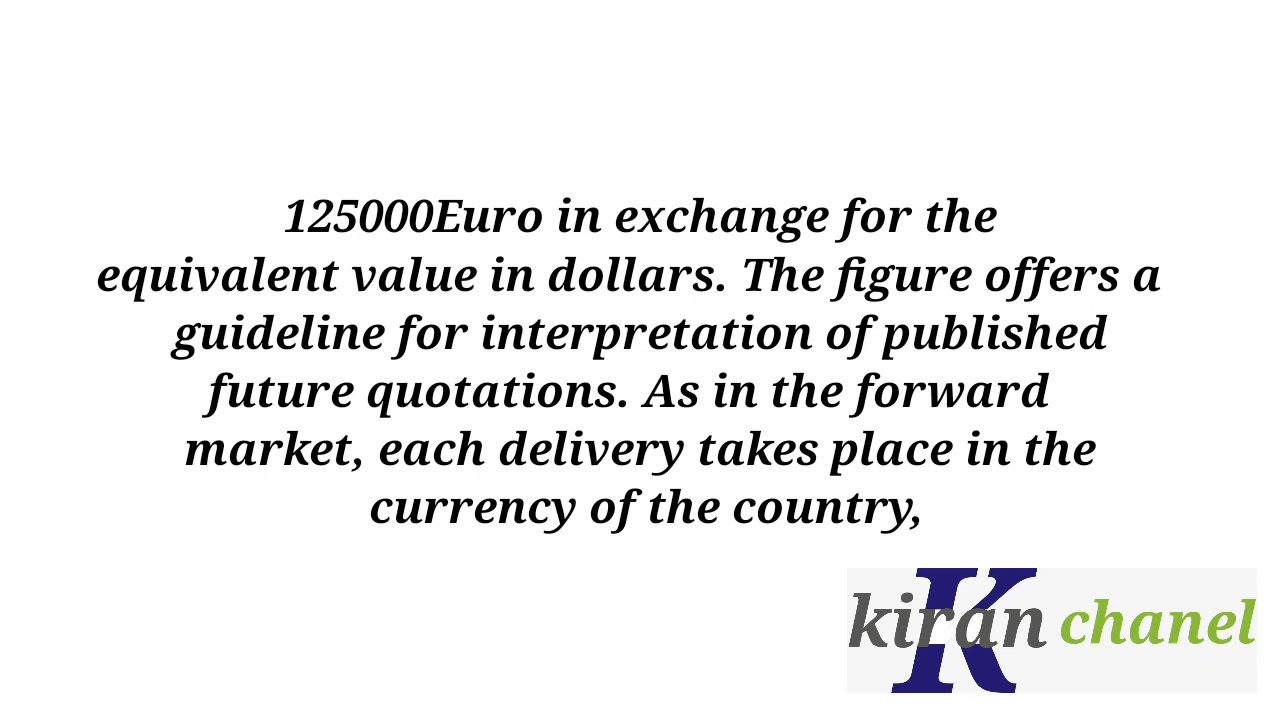 125000Euro in exchange for the
equivalent value in dollars. The figure offers a
guideline for interpretation of published
future quotations. As in the forward
market, each delivery takes place in the
currency of the country,
K
kiran chanel